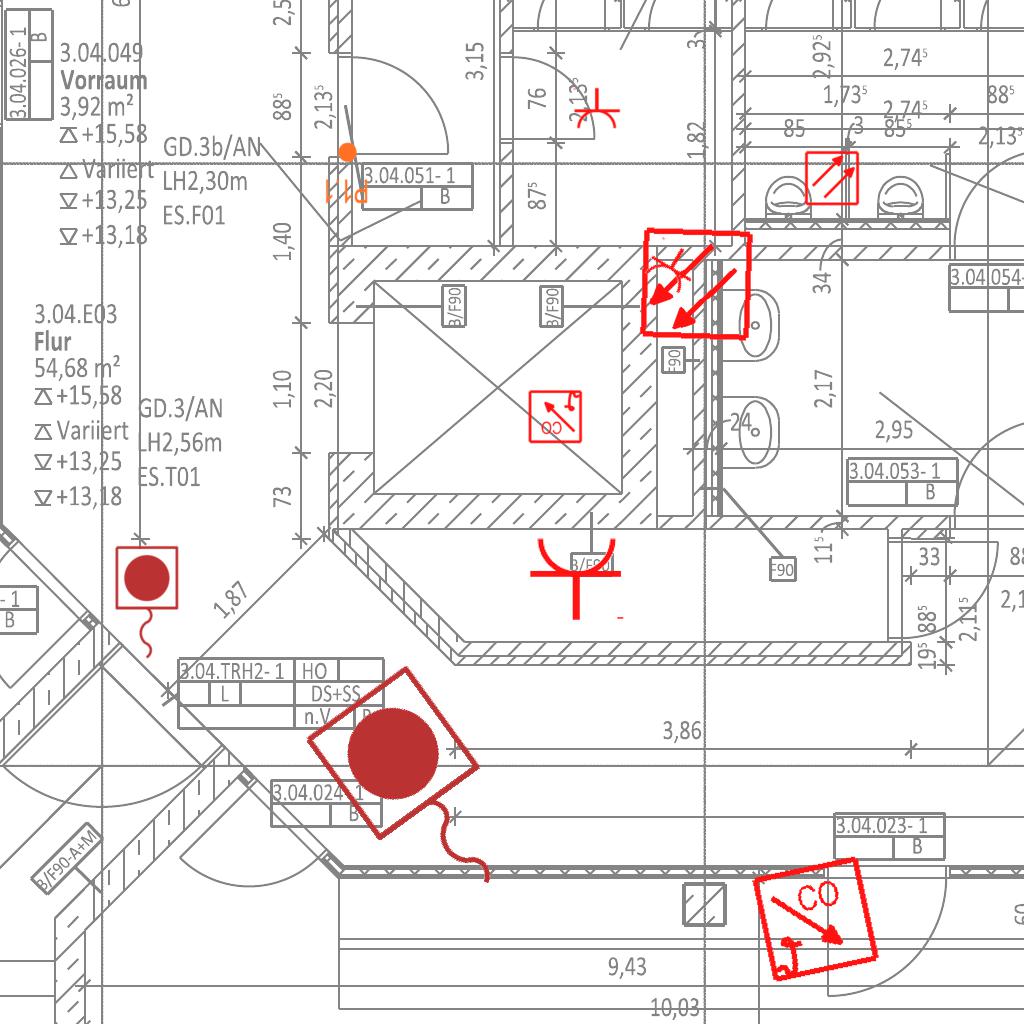 3.04.026- 1
B
3.04.049
Vorraum
3,92 m²
+15,58
Variiert
+13,25
+13,18
GD.3b/AN
LH2,30m
ES.F01
3.04.051- 1
B
3.04.E03
Flur
54,68 m²
+15,58
Variiert
+13,25
+13,18
GD.3/AN
LH2,56m
ES.T01
88⁵
2,13⁵
1,40
1,10
2,20
73
3,15
76
2,13⁵
87⁵
1,82
2,92⁵
2,74⁵
1,73⁵
2,74⁵
88⁵
85
3
85⁵
2,13⁵
34
3.04.054-
B/F90
B/F90
F90
CO
24
2,17
2,95
3.04.053- 1
B
11⁵
33
88⁵
2,11⁵
19⁵
B/F90
F90
- 1
B
1,87
3.04.TRH2- 1
HO
L
DS+SS
n.V
3.04.024- 1
B
3,86
3.04.023- 1
B
B/F90-A+M
CO
9,43
10,03
60